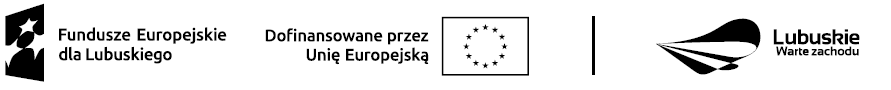 Fundusze Europejskie
dla Lubuskiego
Dofinansowane przez
Unię Europejską
Lubuskie
Warte zachodu